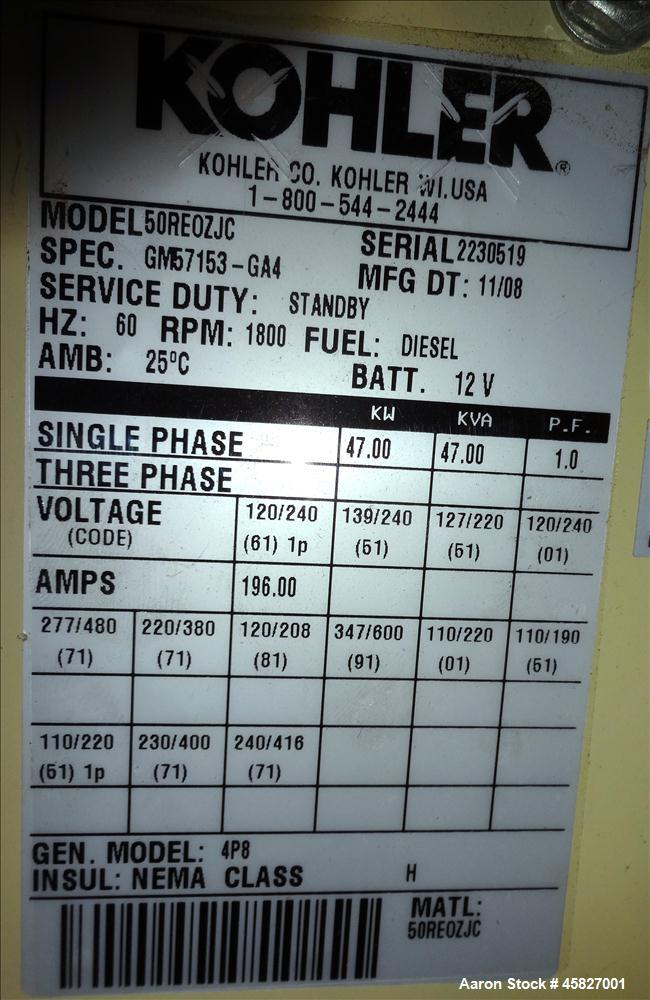 KOHLER®
KOHLER CO. KOHLER WI. USA
1-800-544-2444
MODEL 50REOZJC
SERIAL 2230519
SPEC. GM57153-GA4
MFG DT: 11/08
SERVICE DUTY: STANDBY
HZ: 60 RPM: 1800 FUEL: DIESEL
AMB: 25ºC
BATT. 12 V
KW KVA P.F.
SINGLE PHASE 47.00 47.00 1.0
THREE PHASE
VOLTAGE 120/240 139/240 127/220 120/240
(CODE) (61) 1p (51) (51) (01)
AMPS 196.00
277/480 220/380 120/208 347/600 110/220 110/190
(71) (71) (81) (91) (01) (51)
110/220 230/400 240/416
(51) 1p (71) (71)
GEN. MODEL: 4P8
INSUL: NEMA CLASS H
MATL:
50REOZJC
Aaron Stock # 45827001